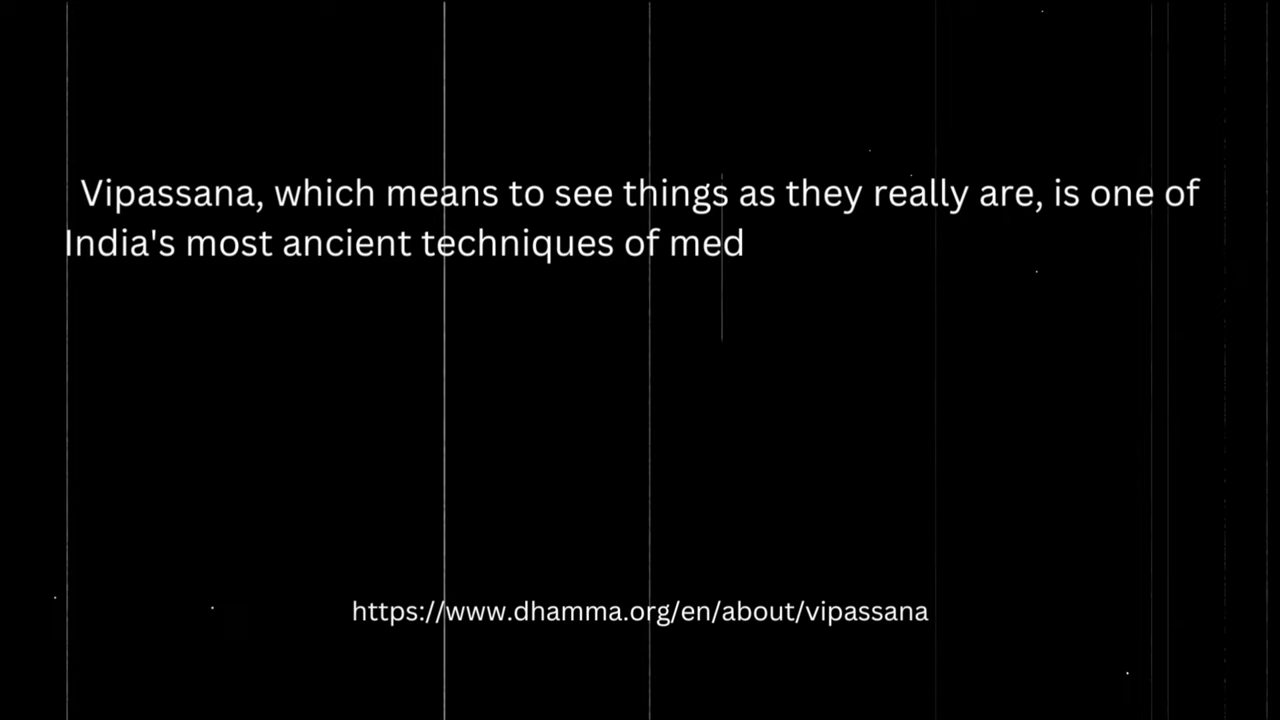 Vipassana, which means to see things as they really are, is one of
India's most ancient techniques of med
https://www.dhamma.org/en/about/vipassana